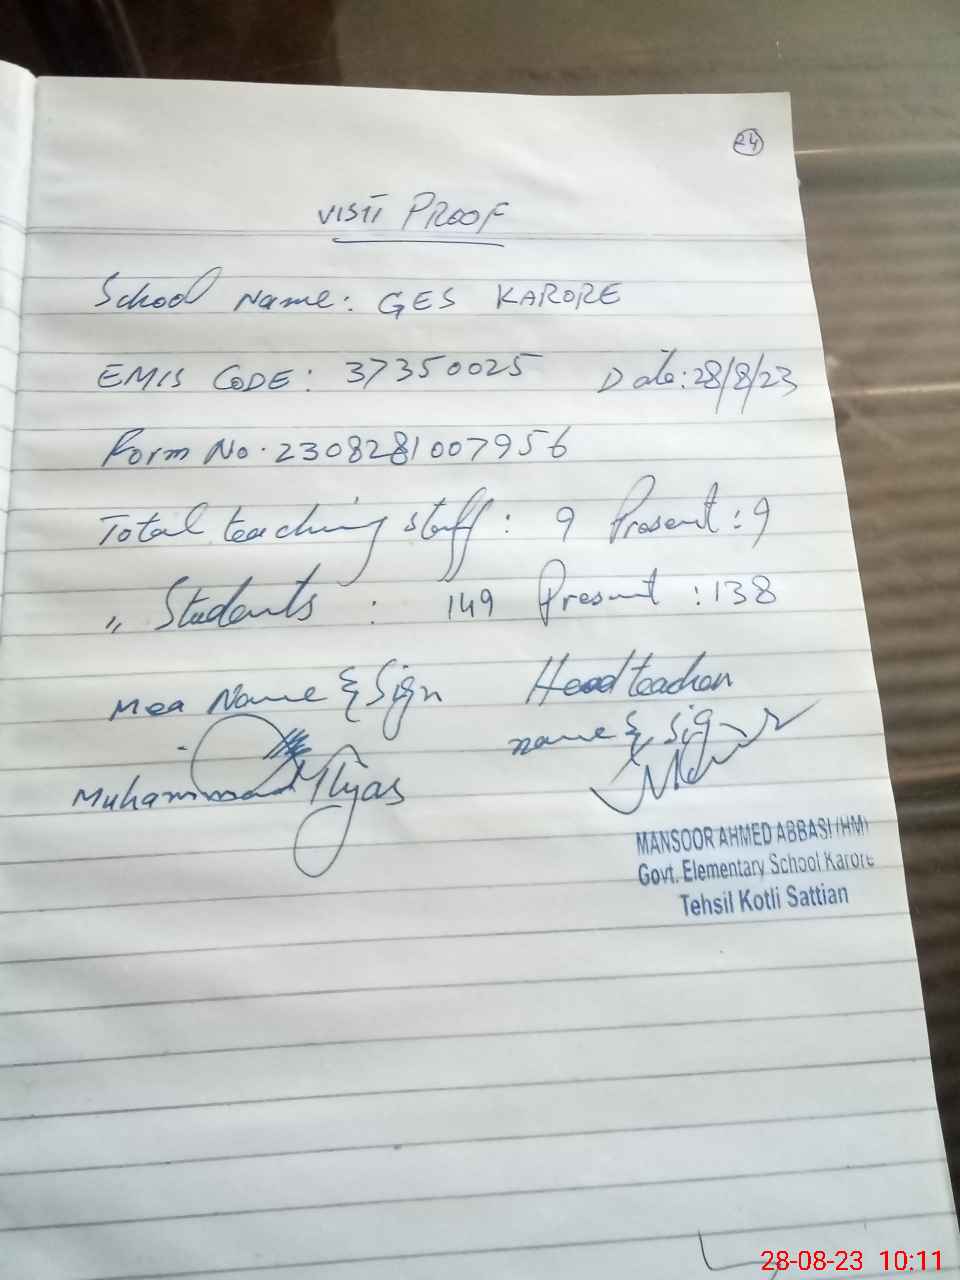 24
VISTI PROOF
School Name: GES KARORE
EMIS CODE: 37350025 Date: 28/8/23
Form No. 2308281007956
Total teaching staff: 9 Present: 9
" Students : 149 Present : 138
Mea Name & Sign Head teacher
name & Sign
Muhammad Ilyas
MANSOOR AHMED ABBASI (HM)
Govt. Elementary School Karore
Tehsil Kotli Sattian
28-08-23 10:11